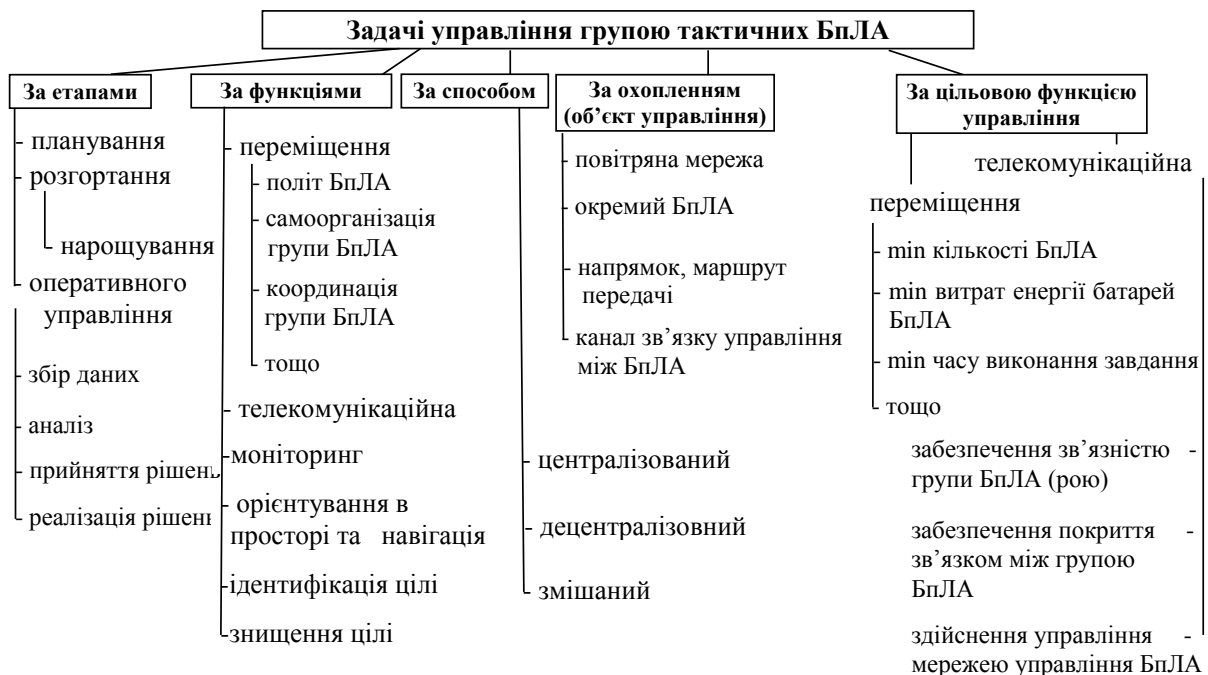 Задачі управління групою тактичних БпЛА
За етапами
- планування
- розгортання
- нарощування
- оперативного
управління
- збір даних
- аналіз
- прийняття рішень
- реалізація рішень
За функціями
- переміщення
- політ БпЛА
- самоорганізація
групи БпЛА
- координація
групи БпЛА
- тощо
- телекомунікаційна
- моніторинг
- орієнтування в
просторі та навігація
- ідентифікація цілі
- знищення цілі
За способом
- централізований
- децентралізовний
- змішаний
За охопленням
(об’єкт управління)
- повітряна мережа
- окремий БпЛА
- напрямок, маршрут
передачі
- канал зв’язку управління
між БпЛА
За цільовою функцією
управління
переміщення
- min кількості БпЛА
- min витрат енергії батарей
БпЛА
- min часу виконання завдання
- тощо
телекомунікаційна
забезпечення зв’язністю -
групи БпЛА (рою)
забезпечення покриття -
зв’язком між групою
БпЛА
здійснення управління -
мережею управління БпЛА